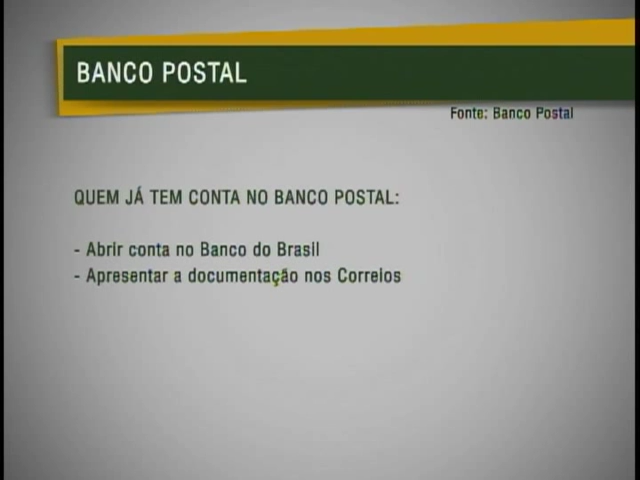 BANCO POSTAL
Fonte: Banco Postal
QUEM JÁ TEM CONTA NO BANCO POSTAL:
- Abrir conta no Banco do Brasil
- Apresentar a documentação nos Correios